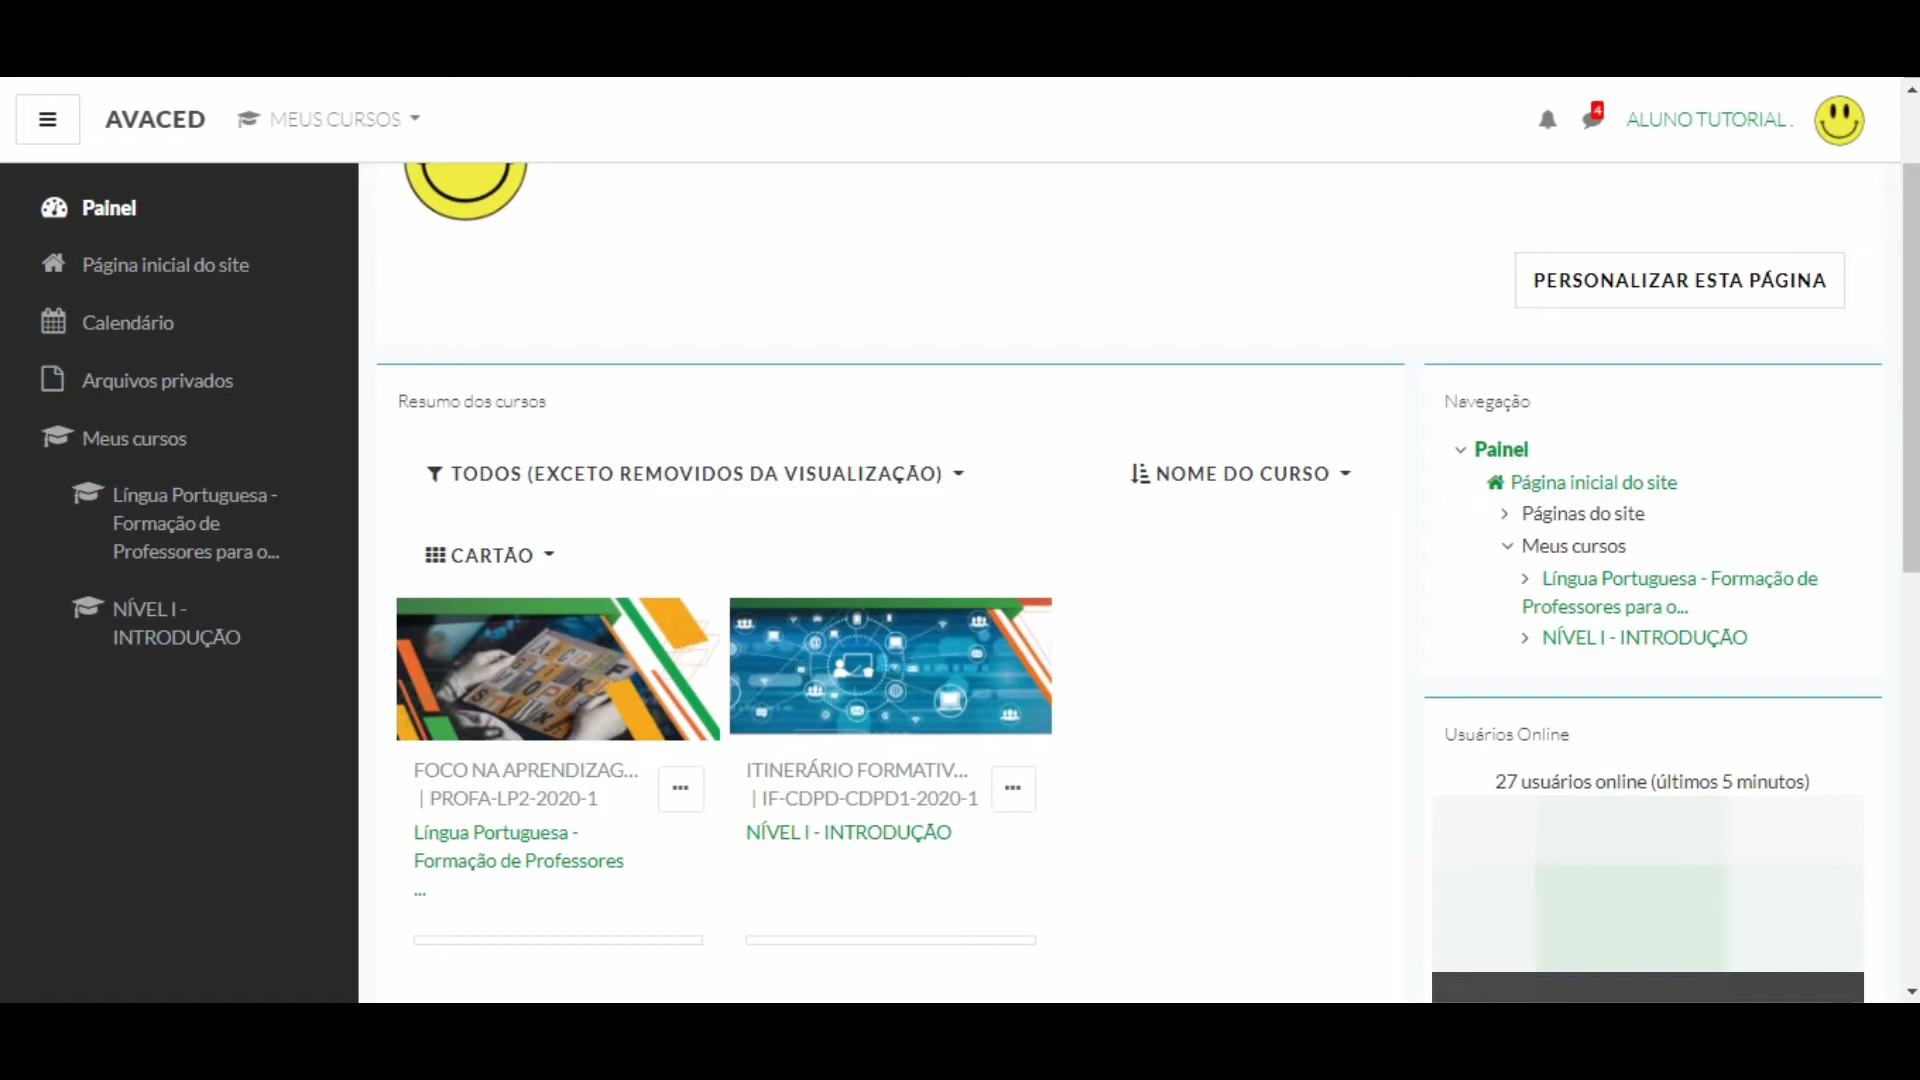 AVACED
MEUS CURSOS
4
ALUNO TUTORIAL .
Painel
Página inicial do site
Calendário
Arquivos privados
Meus cursos
Língua Portuguesa -
Formação de
Professores para o...
NÍVEL I -
INTRODUÇÃO
PERSONALIZAR ESTA PÁGINA
Resumo dos cursos
TODOS (EXCETO REMOVIDOS DA VISUALIZAÇÃO)
NOME DO CURSO
CARTÃO
FOCO NA APRENDIZAG...
| PROFA-LP2-2020-1
...
Língua Portuguesa -
Formação de Professores
...
ITINERÁRIO FORMATIV...
| IF-CDPD-CDPD1-2020-1
...
NÍVEL I - INTRODUÇÃO
Navegação
Painel
Página inicial do site
Páginas do site
Meus cursos
Língua Portuguesa - Formação de
Professores para o...
NÍVEL I - INTRODUÇÃO
Usuários Online
27 usuários online (últimos 5 minutos)